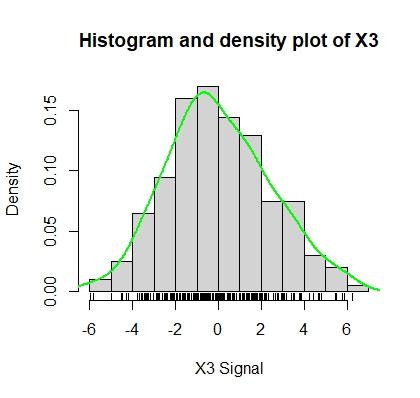 Histogram and density plot of X3
Density
0.00 0.05 0.10 0.15
-6 -4 -2 0 2 4 6
X3 Signal